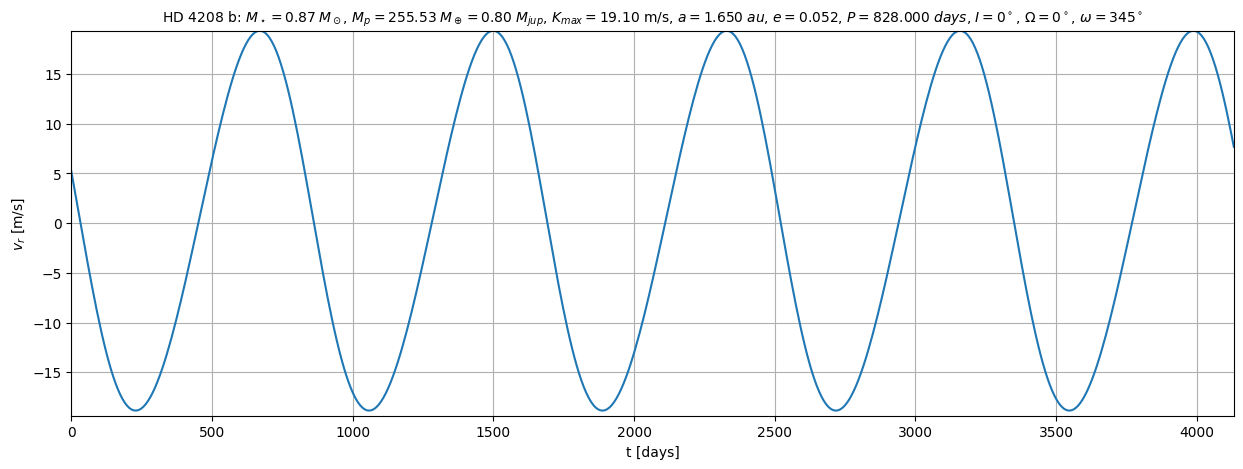 HD 4208 b: M⋆ = 0.87 M⊙, Mp = 255.53 M⊕ = 0.80 Mjup, Kmax = 19.10 m/s, a = 1.650 au, e = 0.052, P = 828.000 days, I = 0°, Ω = 0°, ω = 345°
15
10
5
0
−5
−10
−15
vr [m/s]
0 500 1000 1500 2000 2500 3000 3500 4000
t [days]